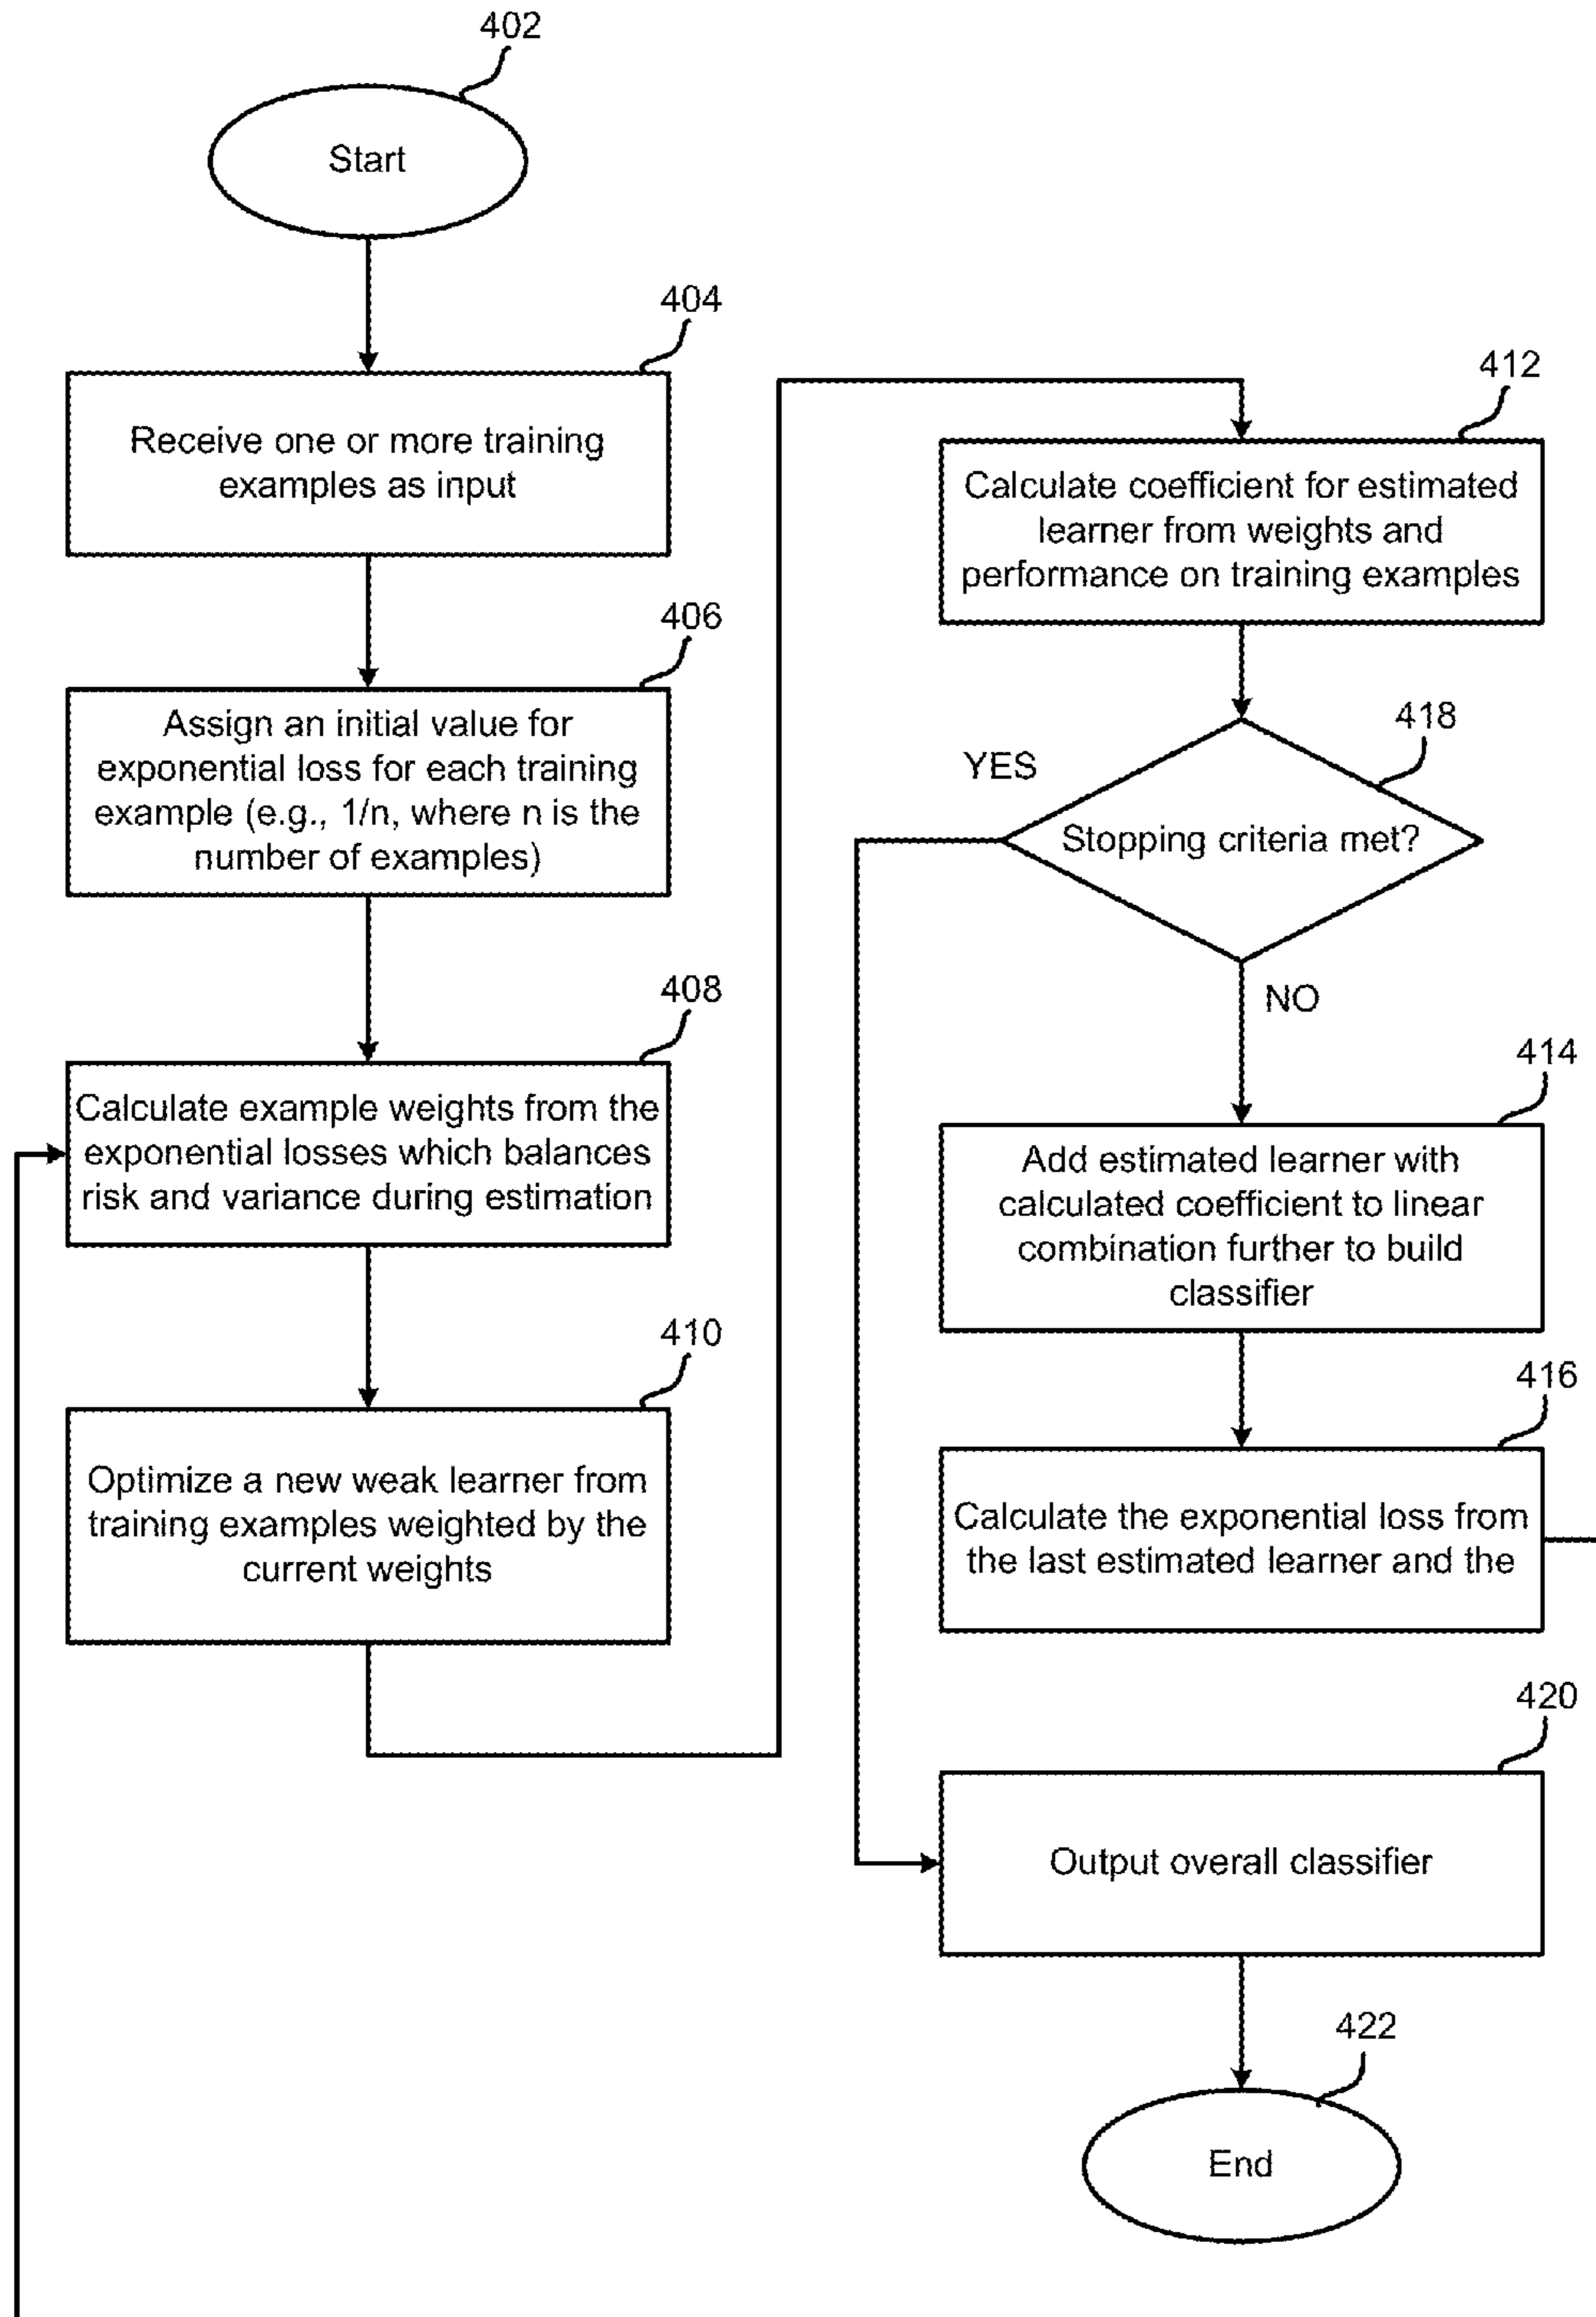 402
Start
404
Receive one or more training
examples as input
406
Assign an initial value for
exponential loss for each training
example (e.g., 1/n, where n is the
number of examples)
408
Calculate example weights from the
exponential losses which balances
risk and variance during estimation
410
Optimize a new weak learner from
training examples weighted by the
current weights
412
Calculate coefficient for estimated
learner from weights and
performance on training examples
418
YES
Stopping criteria met?
NO
414
Add estimated learner with
calculated coefficient to linear
combination further to build
classifier
416
Calculate the exponential loss from
the last estimated learner and the
420
Output overall classifier
422
End